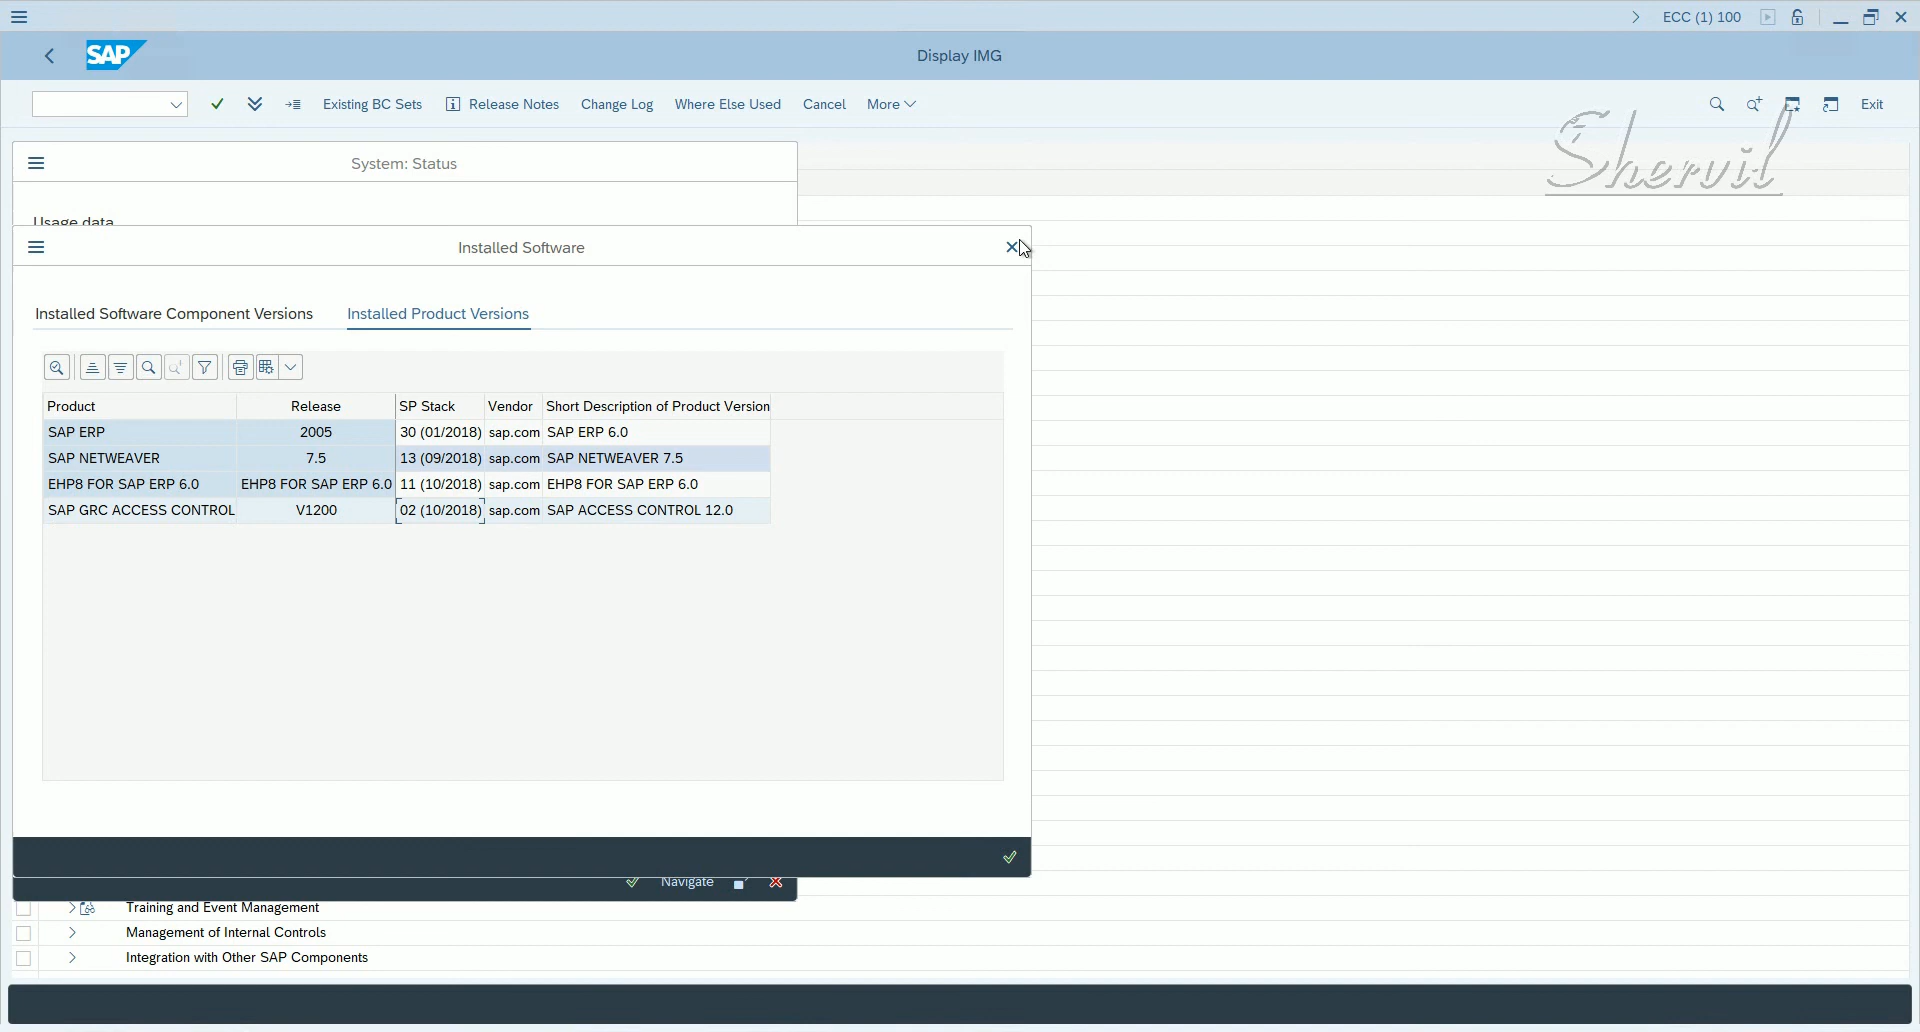 ECC (1) 100
SAP
Display IMG
Existing BC Sets Release Notes Change Log Where Else Used Cancel More Exit
Shervil
System: Status
Usage data
Installed Software
Installed Software Component Versions Installed Product Versions
Product Release SP Stack Vendor Short Description of Product Version
SAP ERP 2005 30 (01/2018) sap.com SAP ERP 6.0
SAP NETWEAVER 7.5 13 (09/2018) sap.com SAP NETWEAVER 7.5
EHP8 FOR SAP ERP 6.0 EHP8 FOR SAP ERP 6.0 11 (10/2018) sap.com EHP8 FOR SAP ERP 6.0
SAP GRC ACCESS CONTROL V1200 02 (10/2018) sap.com SAP ACCESS CONTROL 12.0
Navigate
Training and Event Management
Management of Internal Controls
Integration with Other SAP Components